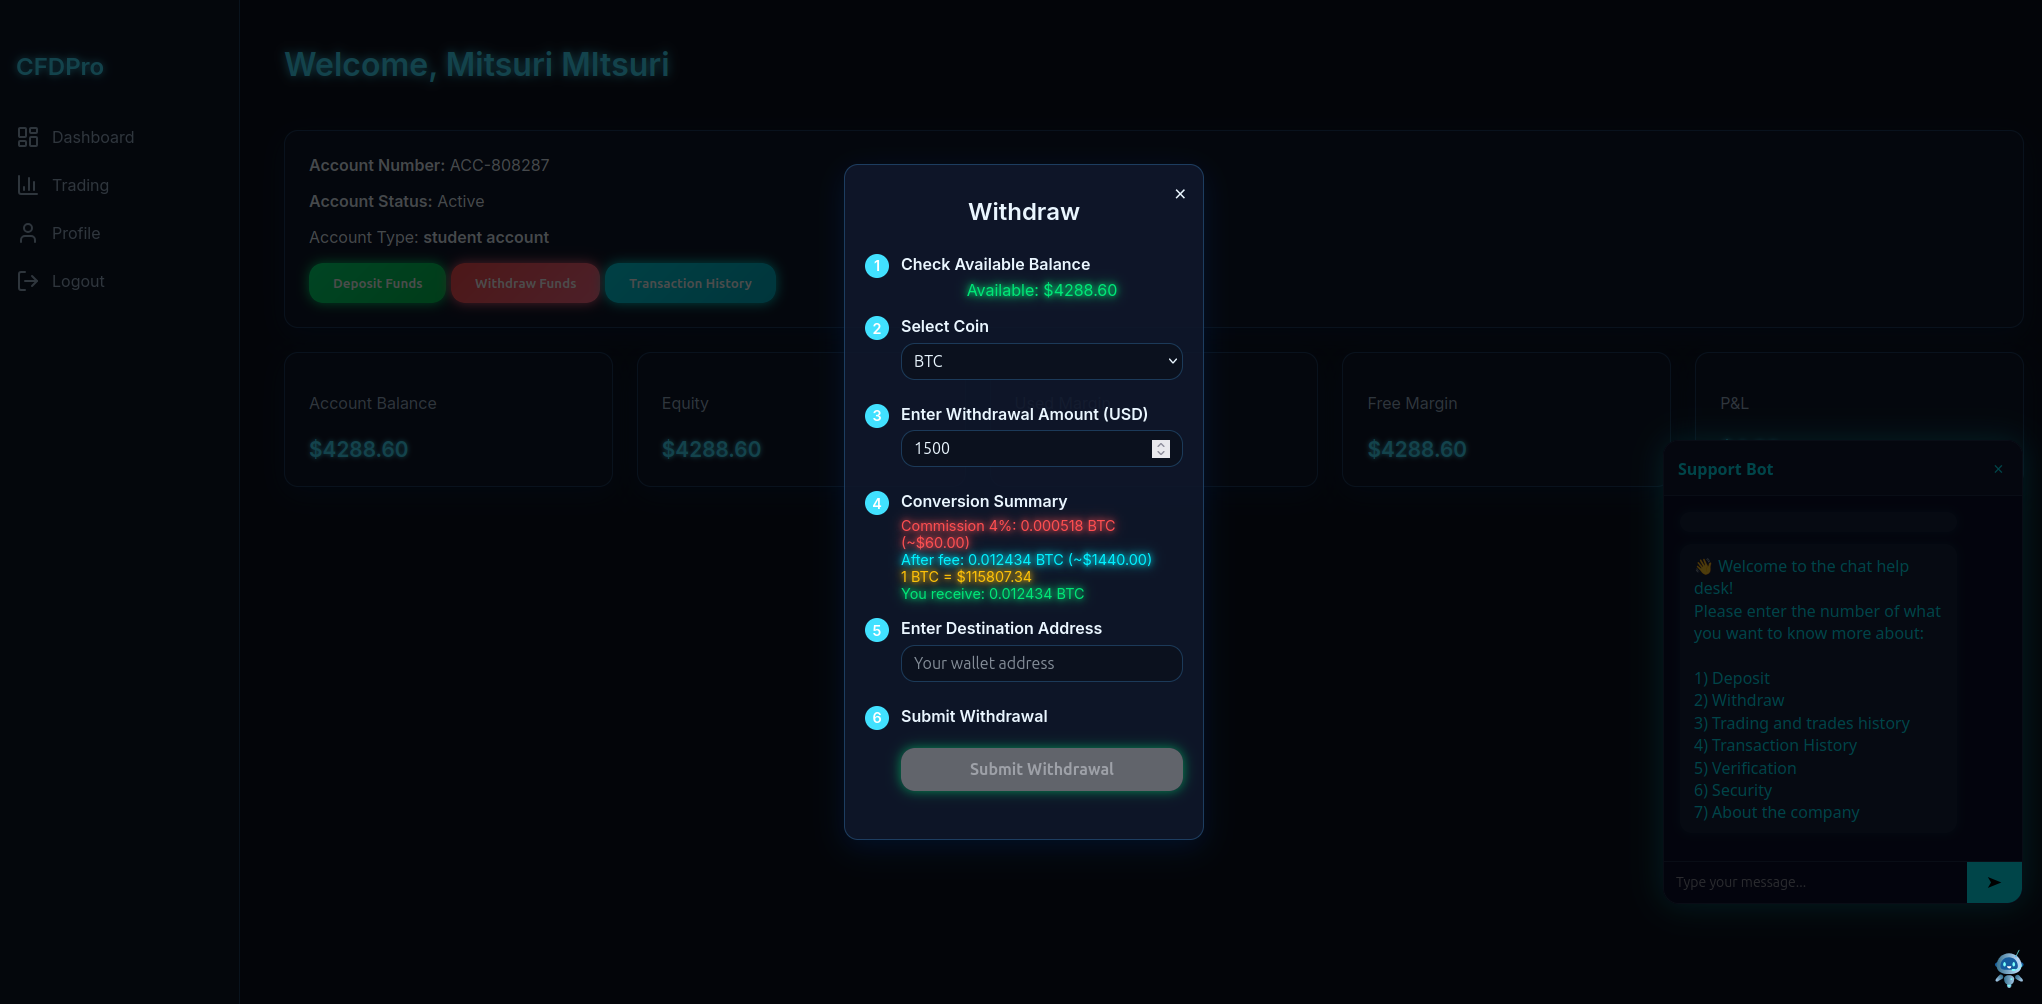 CFDPro
Dashboard
Trading
Profile
Logout
Welcome, Mitsuri MItsuri
Account Number: ACC-808287
Account Status: Active
Account Type: student account
Deposit Funds
Withdraw Funds
Transaction History
Account Balance
$4288.60
Equity
$4288.60
Used Margin
Free Margin
$4288.60
P&L
Withdraw
×
1
Check Available Balance
Available: $4288.60
2
Select Coin
BTC
3
Enter Withdrawal Amount (USD)
1500
4
Conversion Summary
Commission 4%: 0.000518 BTC
(~$60.00)
After fee: 0.012434 BTC (~$1440.00)
1 BTC = $115807.34
You receive: 0.012434 BTC
5
Enter Destination Address
Your wallet address
6
Submit Withdrawal
Submit Withdrawal
Support Bot
×
👋 Welcome to the chat help
desk!
Please enter the number of what
you want to know more about:
1) Deposit
2) Withdraw
3) Trading and trades history
4) Transaction History
5) Verification
6) Security
7) About the company
Type your message...